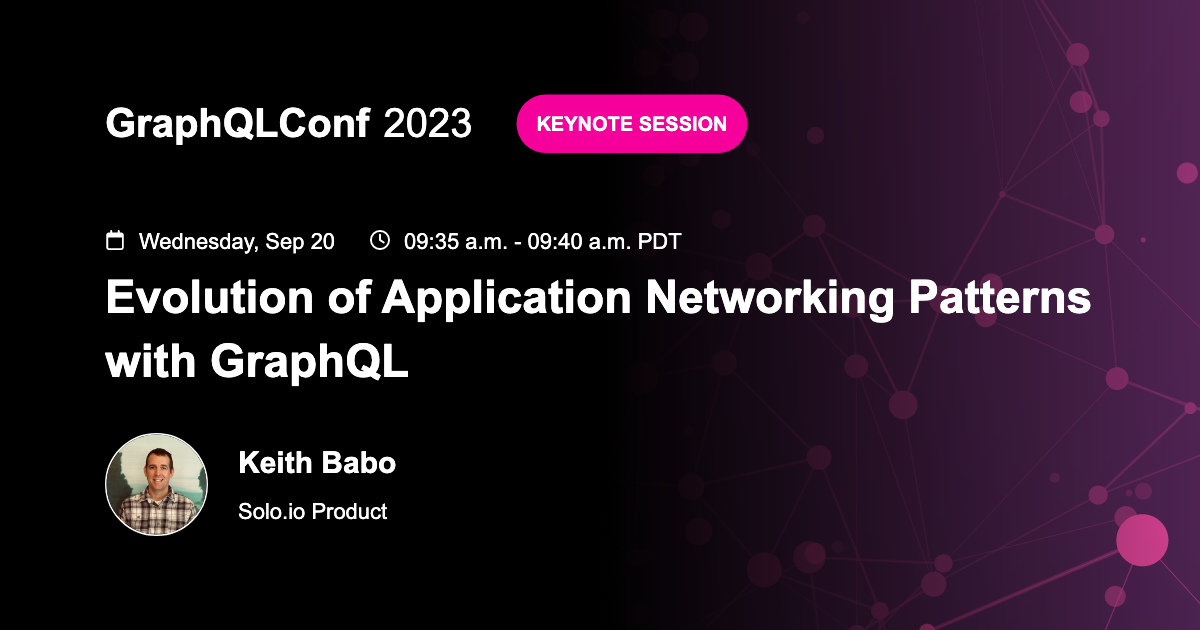 GraphQLConf 2023
KEYNOTE SESSION
Wednesday, Sep 20
09:35 a.m. - 09:40 a.m. PDT
Evolution of Application Networking Patterns
with GraphQL
Keith Babo
Solo.io Product